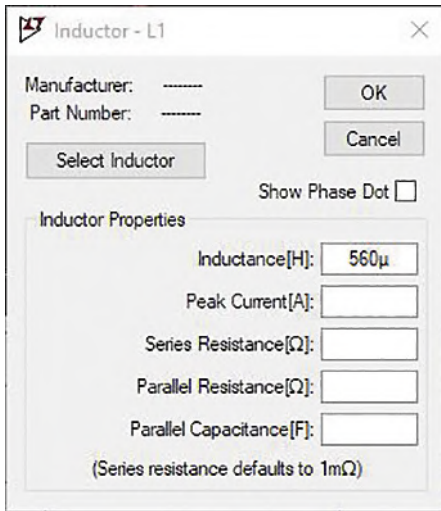 Inductor - L1
Manufacturer: --------
Part Number: --------
OK
Cancel
Select Inductor
Show Phase Dot
Inductor Properties
Inductance[H]: 560µ
Peak Current[A]:
Series Resistance[Ω]:
Parallel Resistance[Ω]:
Parallel Capacitance[F]:
(Series resistance defaults to 1mΩ)